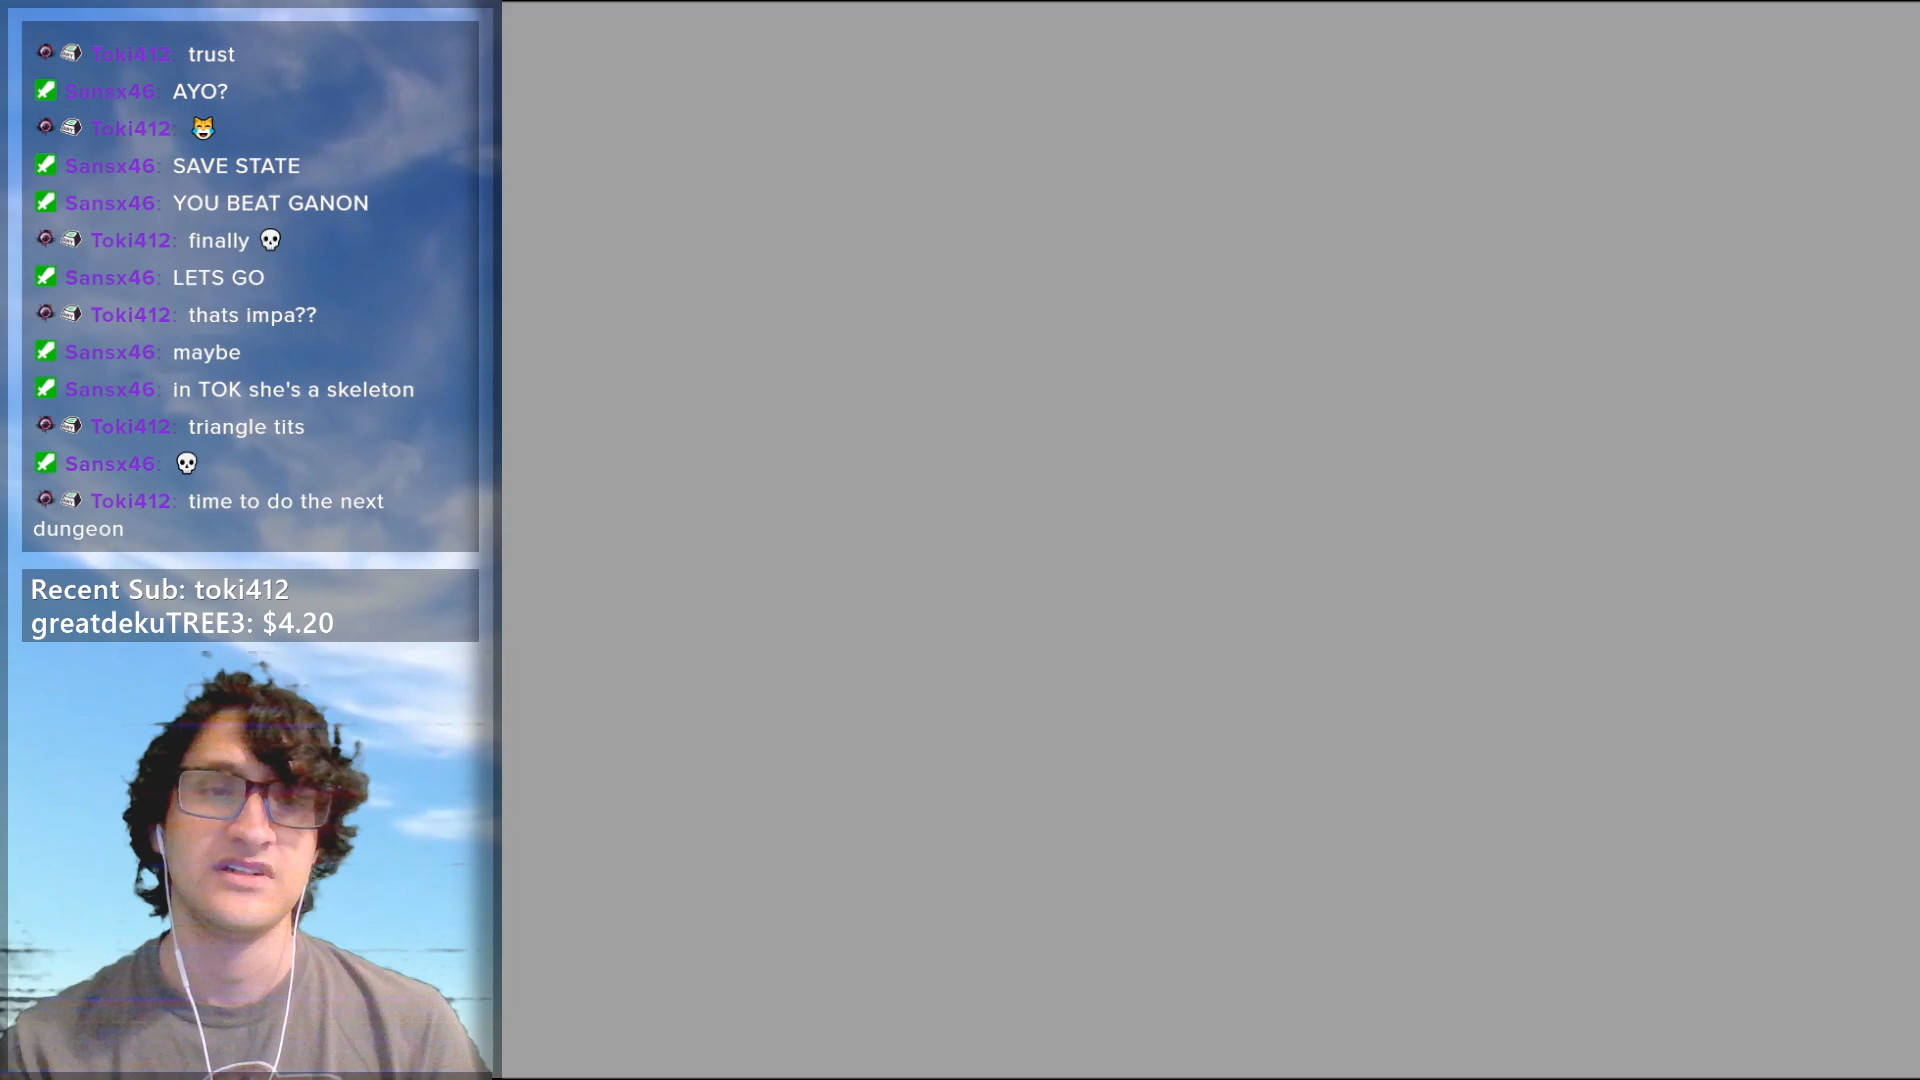 Toki412: trust
Sansx46: AYO?
Toki412: 😹
Sansx46: SAVE STATE
Sansx46: YOU BEAT GANON
Toki412: finally 💀
Sansx46: LETS GO
Toki412: thats impa??
Sansx46: maybe
Sansx46: in TOK she's a skeleton
Toki412: triangle tits
Sansx46: 💀
Toki412: time to do the next
dungeon
Recent Sub: toki412
greatdekuTREE3: $4.20